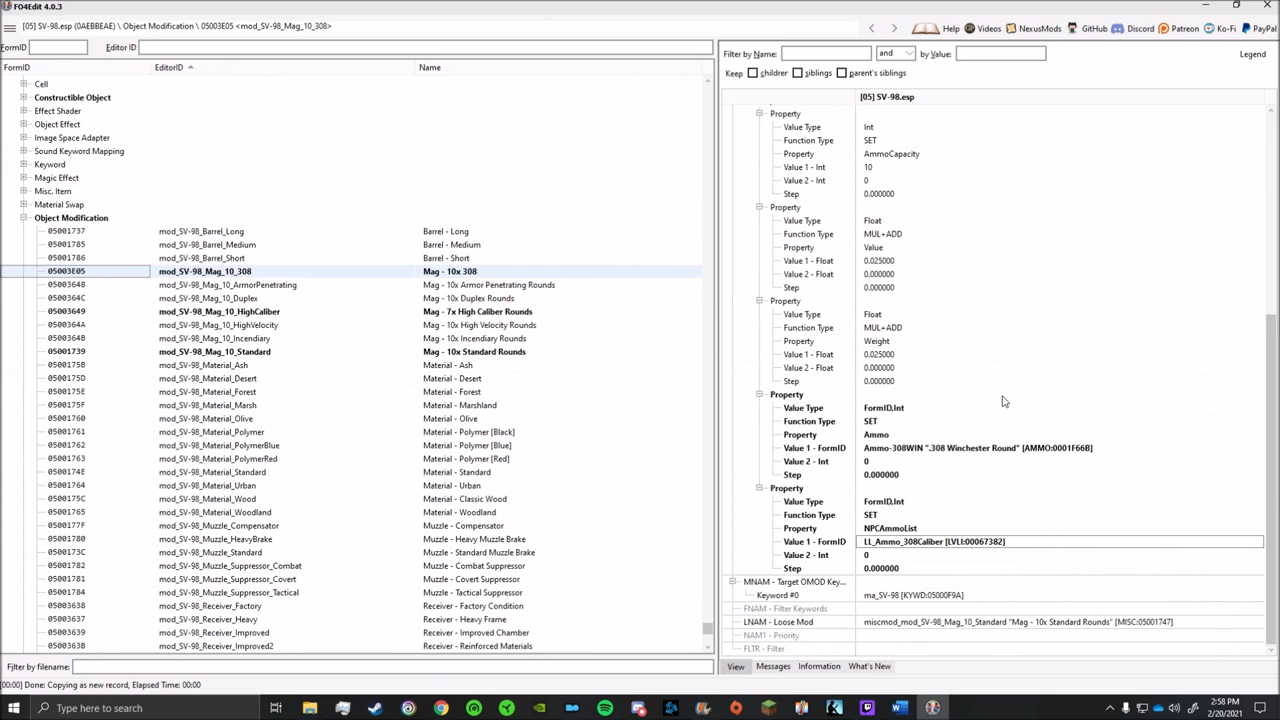 FO4Edit 4.0.3
[05] SV-98.esp (0AEBBEAE) \ Object Modification \ 05003E05 <mod_SV-98_Mag_10_308>
Help Videos NexusMods GitHub Discord Patreon Ko-Fi PayPal
FormID Editor ID
FormID EditorID Name
Cell
Constructible Object
Effect Shader
Object Effect
Image Space Adapter
Sound Keyword Mapping
Keyword
Magic Effect
Misc. Item
Material Swap
Object Modification
05001737 mod_SV-98_Barrel_Long Barrel - Long
05001785 mod_SV-98_Barrel_Medium Barrel - Medium
05001786 mod_SV-98_Barrel_Short Barrel - Short
05003E05 mod_SV-98_Mag_10_308 Mag - 10x 308
05003648 mod_SV-98_Mag_10_ArmorPenetrating Mag - 10x Armor Penetrating Rounds
0500364C mod_SV-98_Mag_10_Duplex Mag - 10x Duplex Rounds
05003649 mod_SV-98_Mag_10_HighCaliber Mag - 7x High Caliber Rounds
0500364A mod_SV-98_Mag_10_HighVelocity Mag - 10x High Velocity Rounds
0500364B mod_SV-98_Mag_10_Incendiary Mag - 10x Incendiary Rounds
05001739 mod_SV-98_Mag_10_Standard Mag - 10x Standard Rounds
0500175B mod_SV-98_Material_Ash Material - Ash
0500175D mod_SV-98_Material_Desert Material - Desert
0500175E mod_SV-98_Material_Forest Material - Forest
0500175F mod_SV-98_Material_Marsh Material - Marshland
05001760 mod_SV-98_Material_Olive Material - Olive
05001761 mod_SV-98_Material_Polymer Material - Polymer [Black]
05001762 mod_SV-98_Material_PolymerBlue Material - Polymer [Blue]
05001763 mod_SV-98_Material_PolymerRed Material - Polymer [Red]
0500174E mod_SV-98_Material_Standard Material - Standard
05001764 mod_SV-98_Material_Urban Material - Urban
0500175C mod_SV-98_Material_Wood Material - Classic Wood
05001765 mod_SV-98_Material_Woodland Material - Woodland
0500177F mod_SV-98_Muzzle_Compensator Muzzle - Compensator
05001780 mod_SV-98_Muzzle_HeavyBrake Muzzle - Heavy Muzzle Brake
0500173C mod_SV-98_Muzzle_Standard Muzzle - Standard Muzzle Brake
05001782 mod_SV-98_Muzzle_Suppressor_Combat Muzzle - Combat Suppressor
05001781 mod_SV-98_Muzzle_Suppressor_Covert Muzzle - Covert Suppressor
05001784 mod_SV-98_Muzzle_Suppressor_Tactical Muzzle - Tactical Suppressor
05003638 mod_SV-98_Receiver_Factory Receiver - Factory Condition
05003637 mod_SV-98_Receiver_Heavy Receiver - Heavy Frame
05003639 mod_SV-98_Receiver_Improved Receiver - Improved Chamber
0500363B mod_SV-98_Receiver_Improved2 Receiver - Reinforced Materials
Filter by filename:
[00:00] Done: Copying as new record, Elapsed Time: 00:00
Filter by Name: and by Value: Legend
Keep children siblings parent's siblings
[05] SV-98.esp
Property
Value Type Int
Function Type SET
Property AmmoCapacity
Value 1 - Int 10
Value 2 - Int 0
Step 0.000000
Property
Value Type Float
Function Type MUL+ADD
Property Value
Value 1 - Float 0.025000
Value 2 - Float 0.000000
Step 0.000000
Property
Value Type Float
Function Type MUL+ADD
Property Weight
Value 1 - Float 0.025000
Value 2 - Float 0.000000
Step 0.000000
Property
Value Type FormID,Int
Function Type SET
Property Ammo
Value 1 - FormID Ammo-308WIN ".308 Winchester Round" [AMMO:0001F66B]
Value 2 - Int 0
Step 0.000000
Property
Value Type FormID,Int
Function Type SET
Property NPCAmmoList
Value 1 - FormID LL_Ammo_308Caliber [LVLI:00067382]
Value 2 - Int 0
Step 0.000000
MNAM - Target OMOD Key...
Keyword #0 ma_SV-98 [KYWD:05000F9A]
FNAM - Filter Keywords
LNAM - Loose Mod miscmod_mod_SV-98_Mag_10_Standard "Mag - 10x Standard Rounds" [MISC:05001747]
NAM1 - Priority
FLTR - Filter
View Messages Information What's New
Type here to search
2:58 PM
2/20/2021